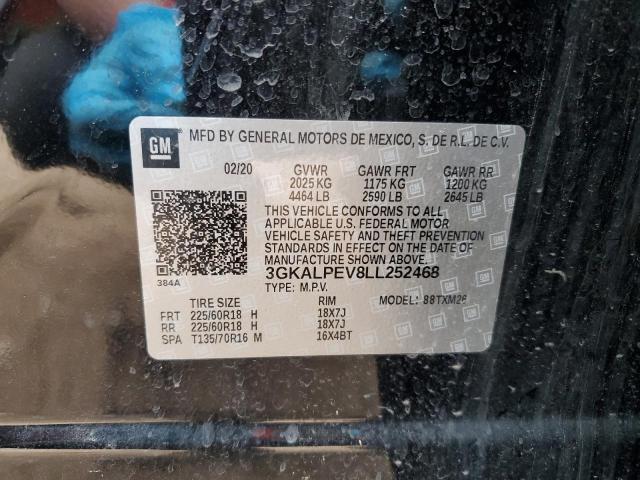 GM MFD BY GENERAL MOTORS DE MEXICO, S. DE R.L. DE C.V.
02/20 GVWR GAWR FRT GAWR RR
2025 KG 1175 KG 1200 KG
4464 LB 2590 LB 2645 LB
THIS VEHICLE CONFORMS TO ALL
APPLICABLE U.S. FEDERAL MOTOR
VEHICLE SAFETY AND THEFT PREVENTION
STANDARDS IN EFFECT ON THE DATE OF
MANUFACTURE SHOWN ABOVE.
3GKALPEV8LL252468
384A
TYPE: M.P.V.
TIRE SIZE RIM MODEL: 88TXM26
FRT 225/60R18 H 18X7J
RR 225/60R18 H 18X7J
SPA T135/70R16 M 16X4BT